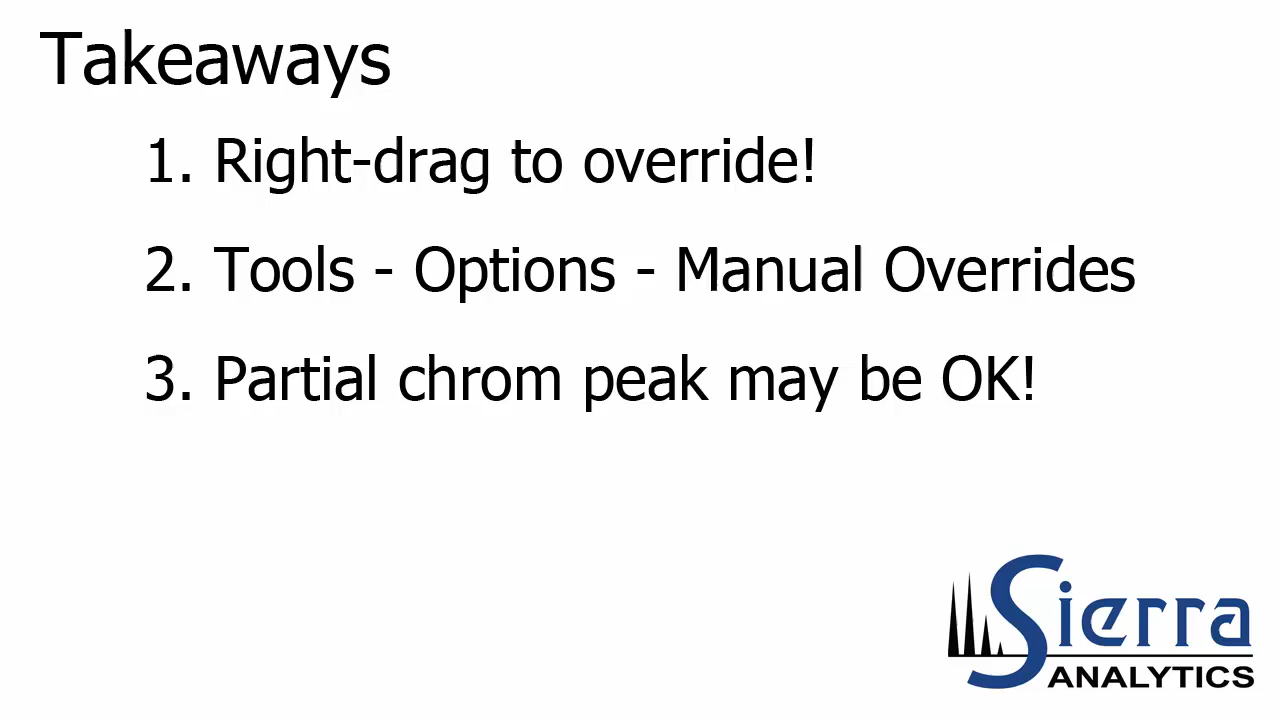 Takeaways
1. Right-drag to override!
2. Tools - Options - Manual Overrides
3. Partial chrom peak may be OK!
Sierra
ANALYTICS